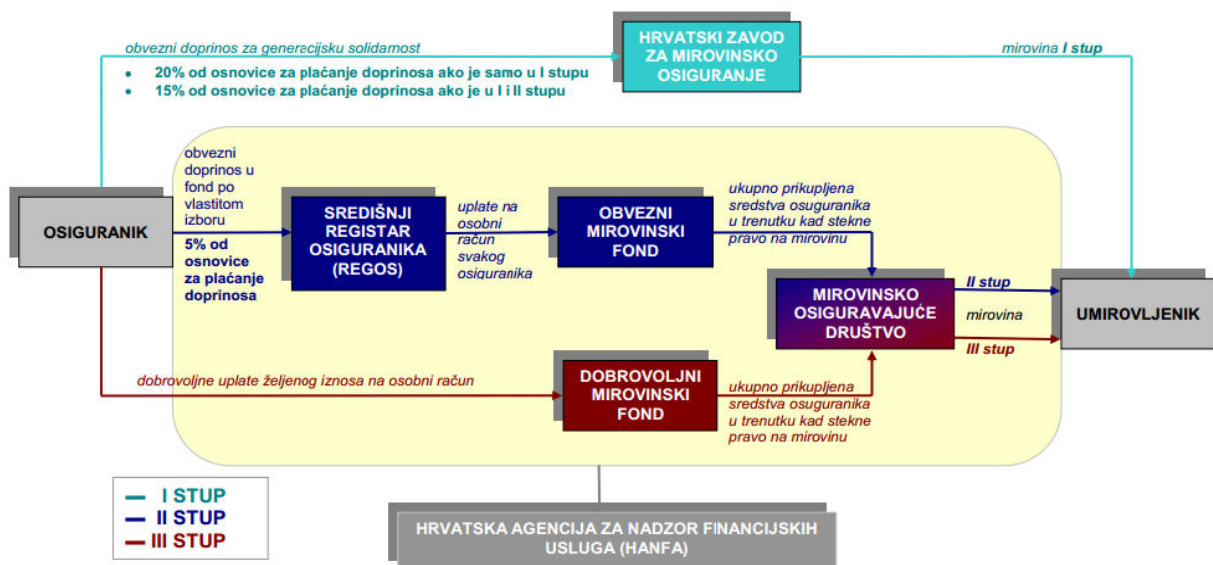 obvezni doprinos za generecijsku solidarnost
• 20% od osnovice za plaćanje doprinosa ako je samo u I stupu
• 15% od osnovice za plaćanje doprinosa ako je u I i II stupu
HRVATSKI ZAVOD
ZA MIROVINSKO
OSIGURANJE
mirovina I stup
OSIGURANIK
obvezni
doprinos u
fond po
vlastitom
izboru
5% od
osnovice
za plaćanje
doprinosa
SREDIŠNJI
REGISTAR
OSIGURANIKA
(REGOS)
uplate na
osobni
račun
svakog
osiguranika
OBVEZNI
MIROVINSKI
FOND
ukupno prikupljena
sredstva osuguranika
u trenutku kad stekne
pravo na mirovinu
MIROVINSKO
OSIGURAVAJUĆE
DRUŠTVO
II stup
mirovina
III stup
UMIROVLJENIK
dobrovoljne uplate željenog iznosa na osobni račun
DOBROVOLJNI
MIROVINSKI
FOND
ukupno prikupljena
sredstva osuguranika
u trenutku kad stekne
pravo na mirovinu
I STUP
II STUP
III STUP
HRVATSKA AGENCIJA ZA NADZOR FINANCIJSKIH
USLUGA (HANFA)